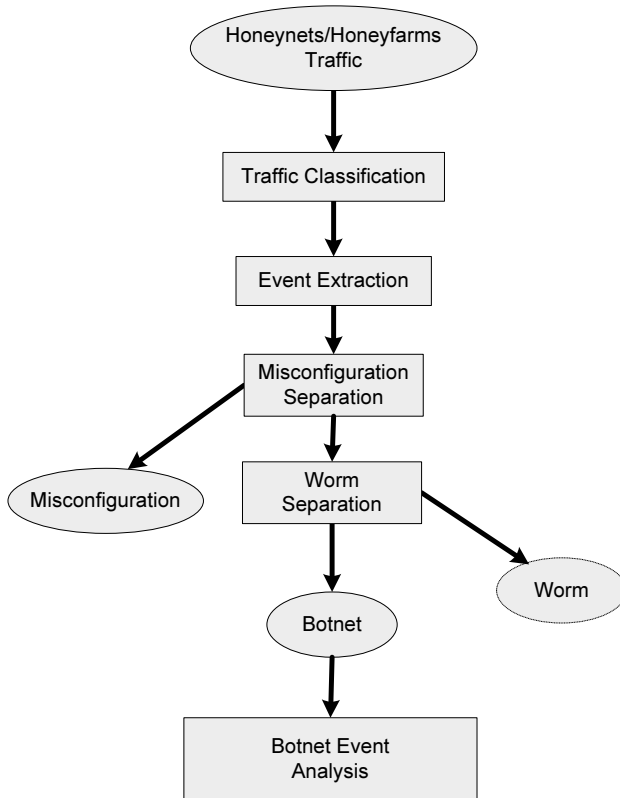 Honeynets/Honeyfarms
Traffic
Traffic Classification
Event Extraction
Misconfiguration
Separation
Misconfiguration
Worm
Separation
Worm
Botnet
Botnet Event
Analysis